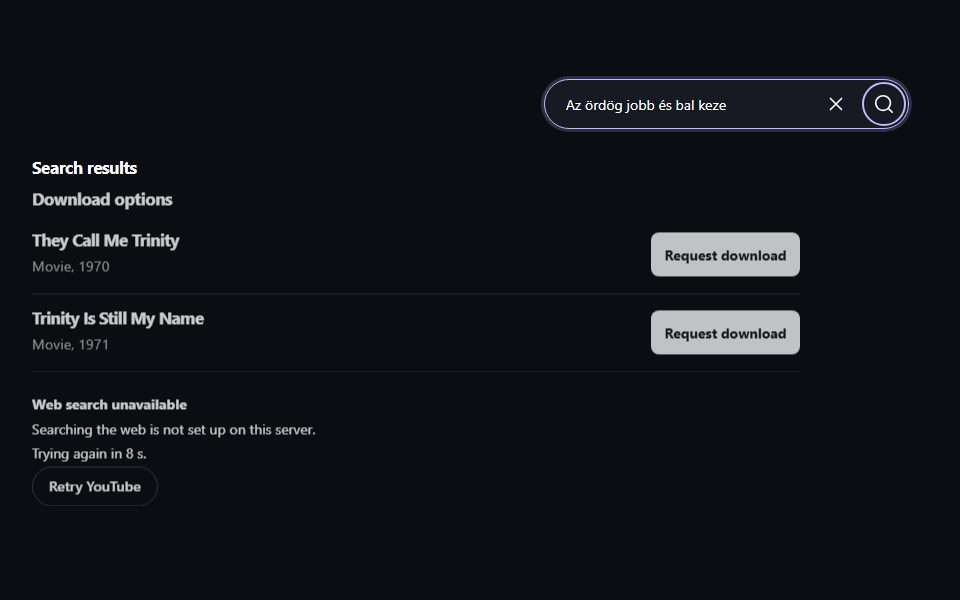 Az ördög jobb és bal keze
Search results
Download options
They Call Me Trinity
Movie, 1970
Request download
Trinity Is Still My Name
Movie, 1971
Request download
Web search unavailable
Searching the web is not set up on this server.
Trying again in 8 s.
Retry YouTube